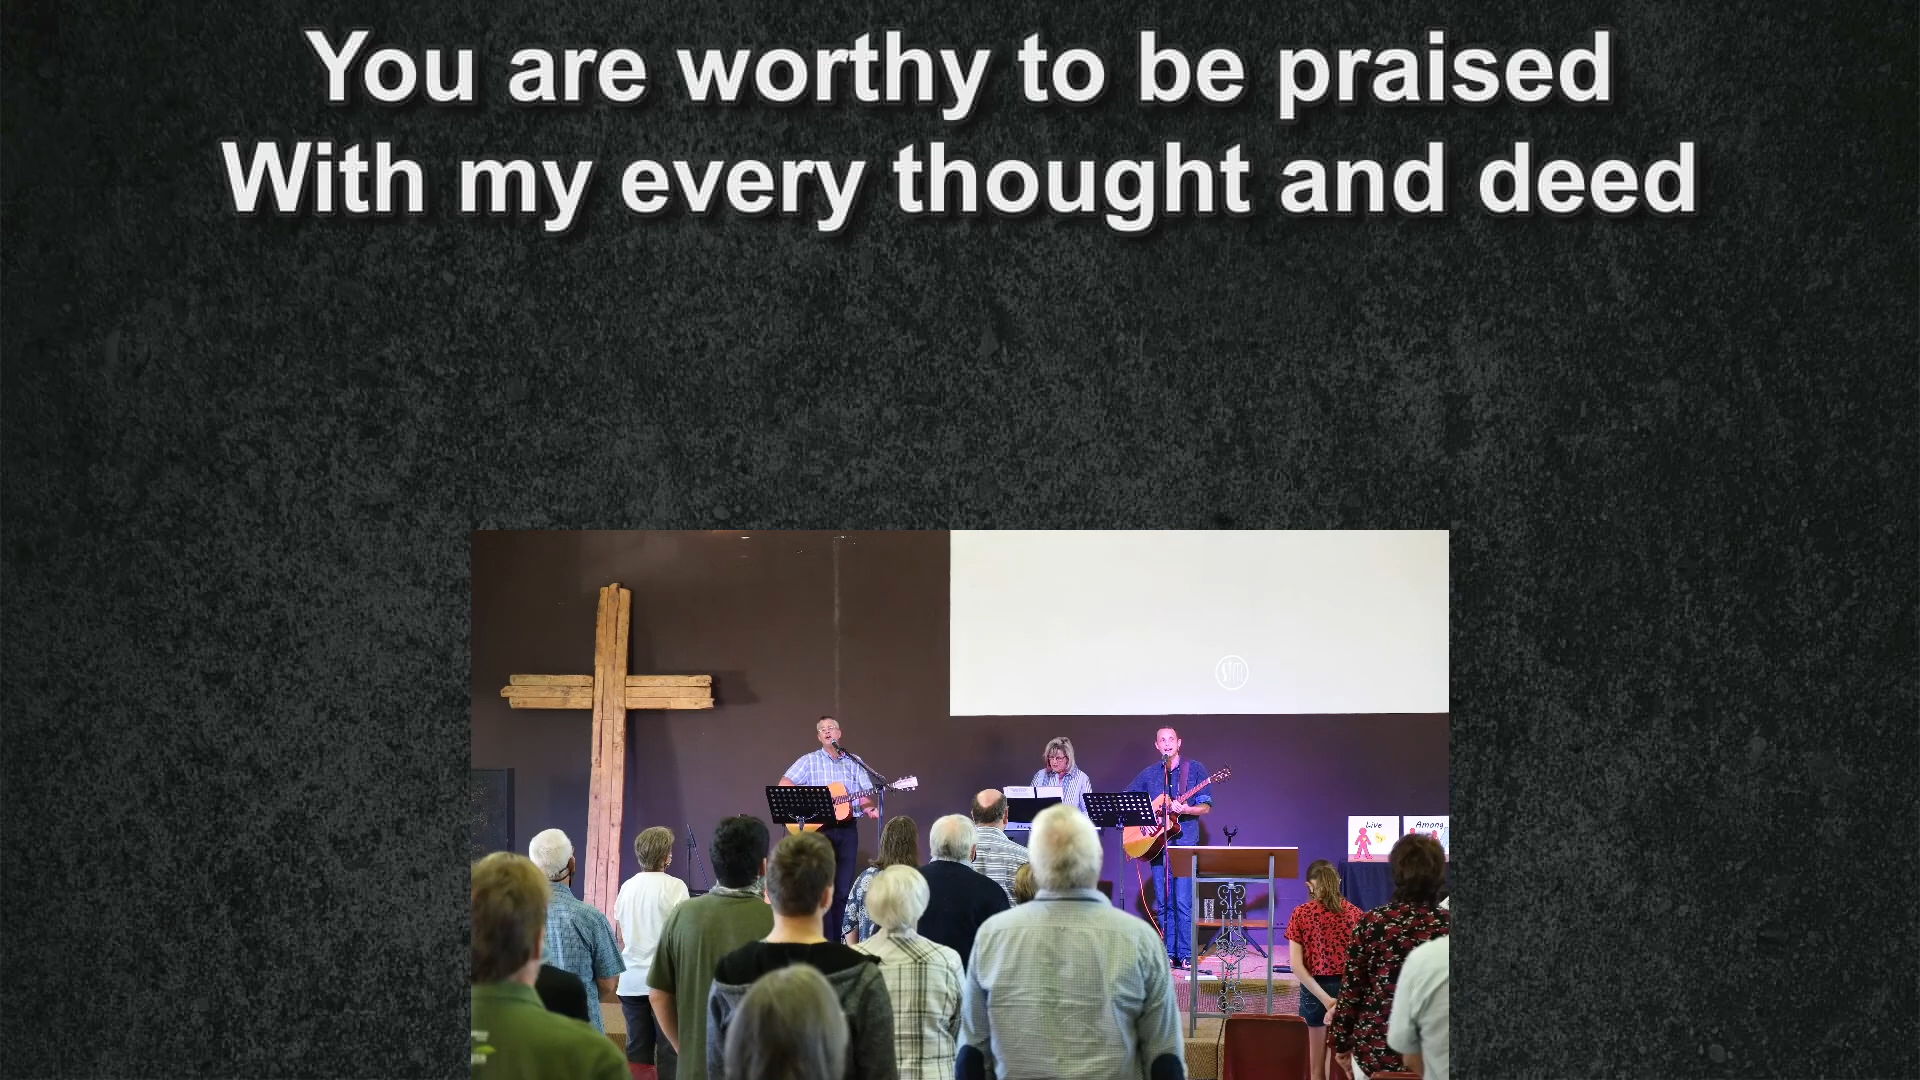 You are worthy to be praised
With my every thought and deed
Live
Among